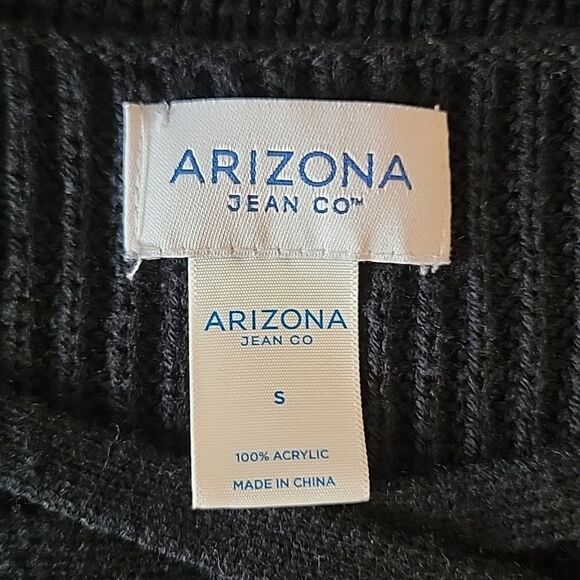 ARIZONA
JEAN CO™
ARIZONA
JEAN CO
S
100% ACRYLIC
MADE IN CHINA